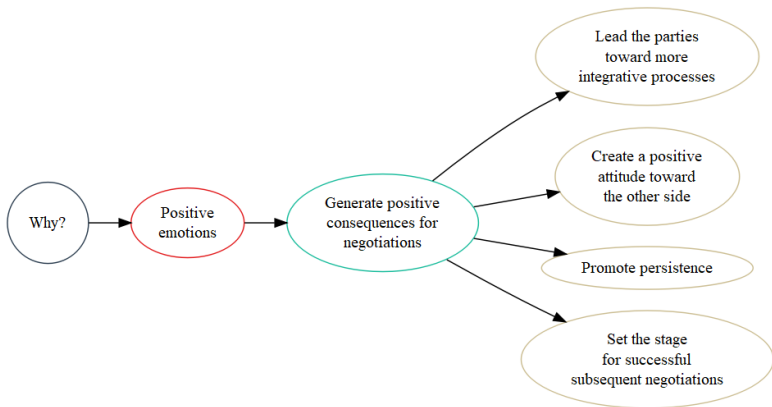 Why?
Positive
emotions
Generate positive
consequences for
negotiations
Lead the parties
toward more
integrative processes
Create a positive
attitude toward
the other side
Promote persistence
Set the stage
for successful
subsequent negotiations